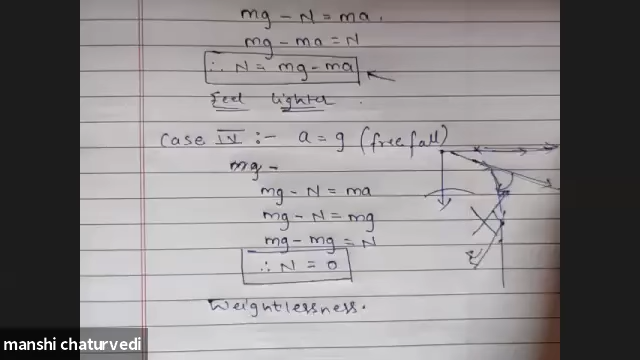 mg - N = ma.
mg - ma = N
∴ N = mg - ma
Feel lighter.
Case IV :- a = g (free fall)
mg -
mg - N = ma
mg - N = mg
mg - mg = N
∴ N = 0
Weightlessness.
manshi chaturvedi